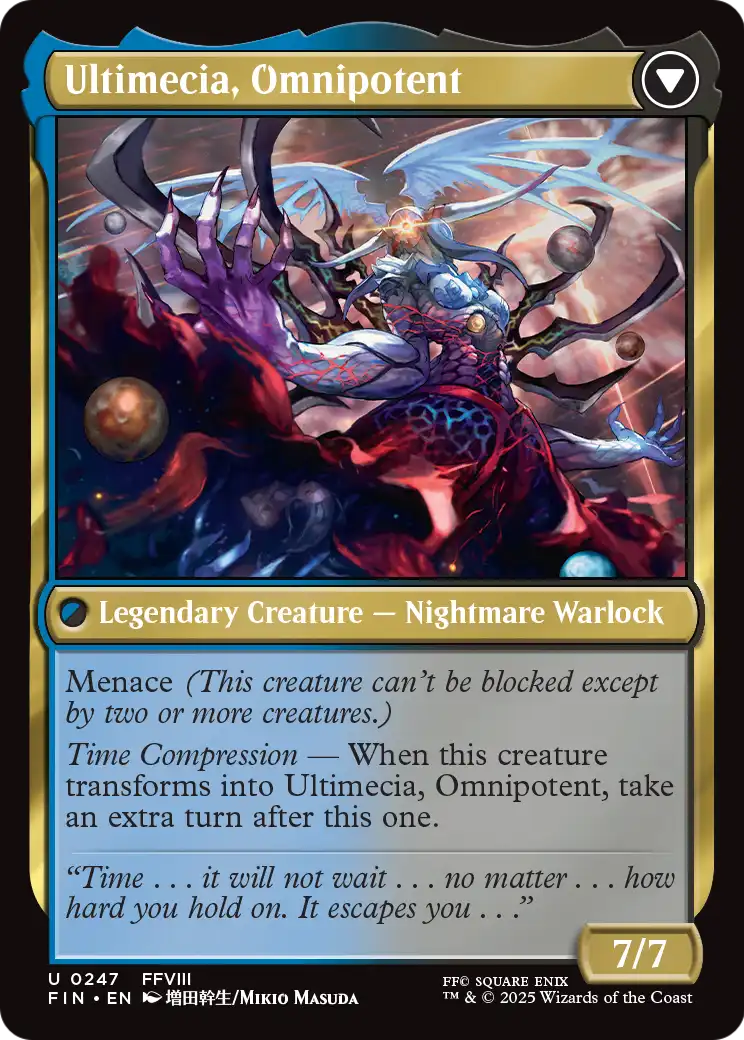 Ultimecia, Omnipotent
Legendary Creature — Nightmare Warlock
Menace (This creature can't be blocked except
by two or more creatures.)
Time Compression — When this creature
transforms into Ultimecia, Omnipotent, take
an extra turn after this one.
“Time . . . it will not wait . . . no matter . . . how
hard you hold on. It escapes you . . .”
7/7
U 0247 FFVIII
FIN • EN 増田幹生/Mikio Masuda
FF© SQUARE ENIX
™ & © 2025 Wizards of the Coast